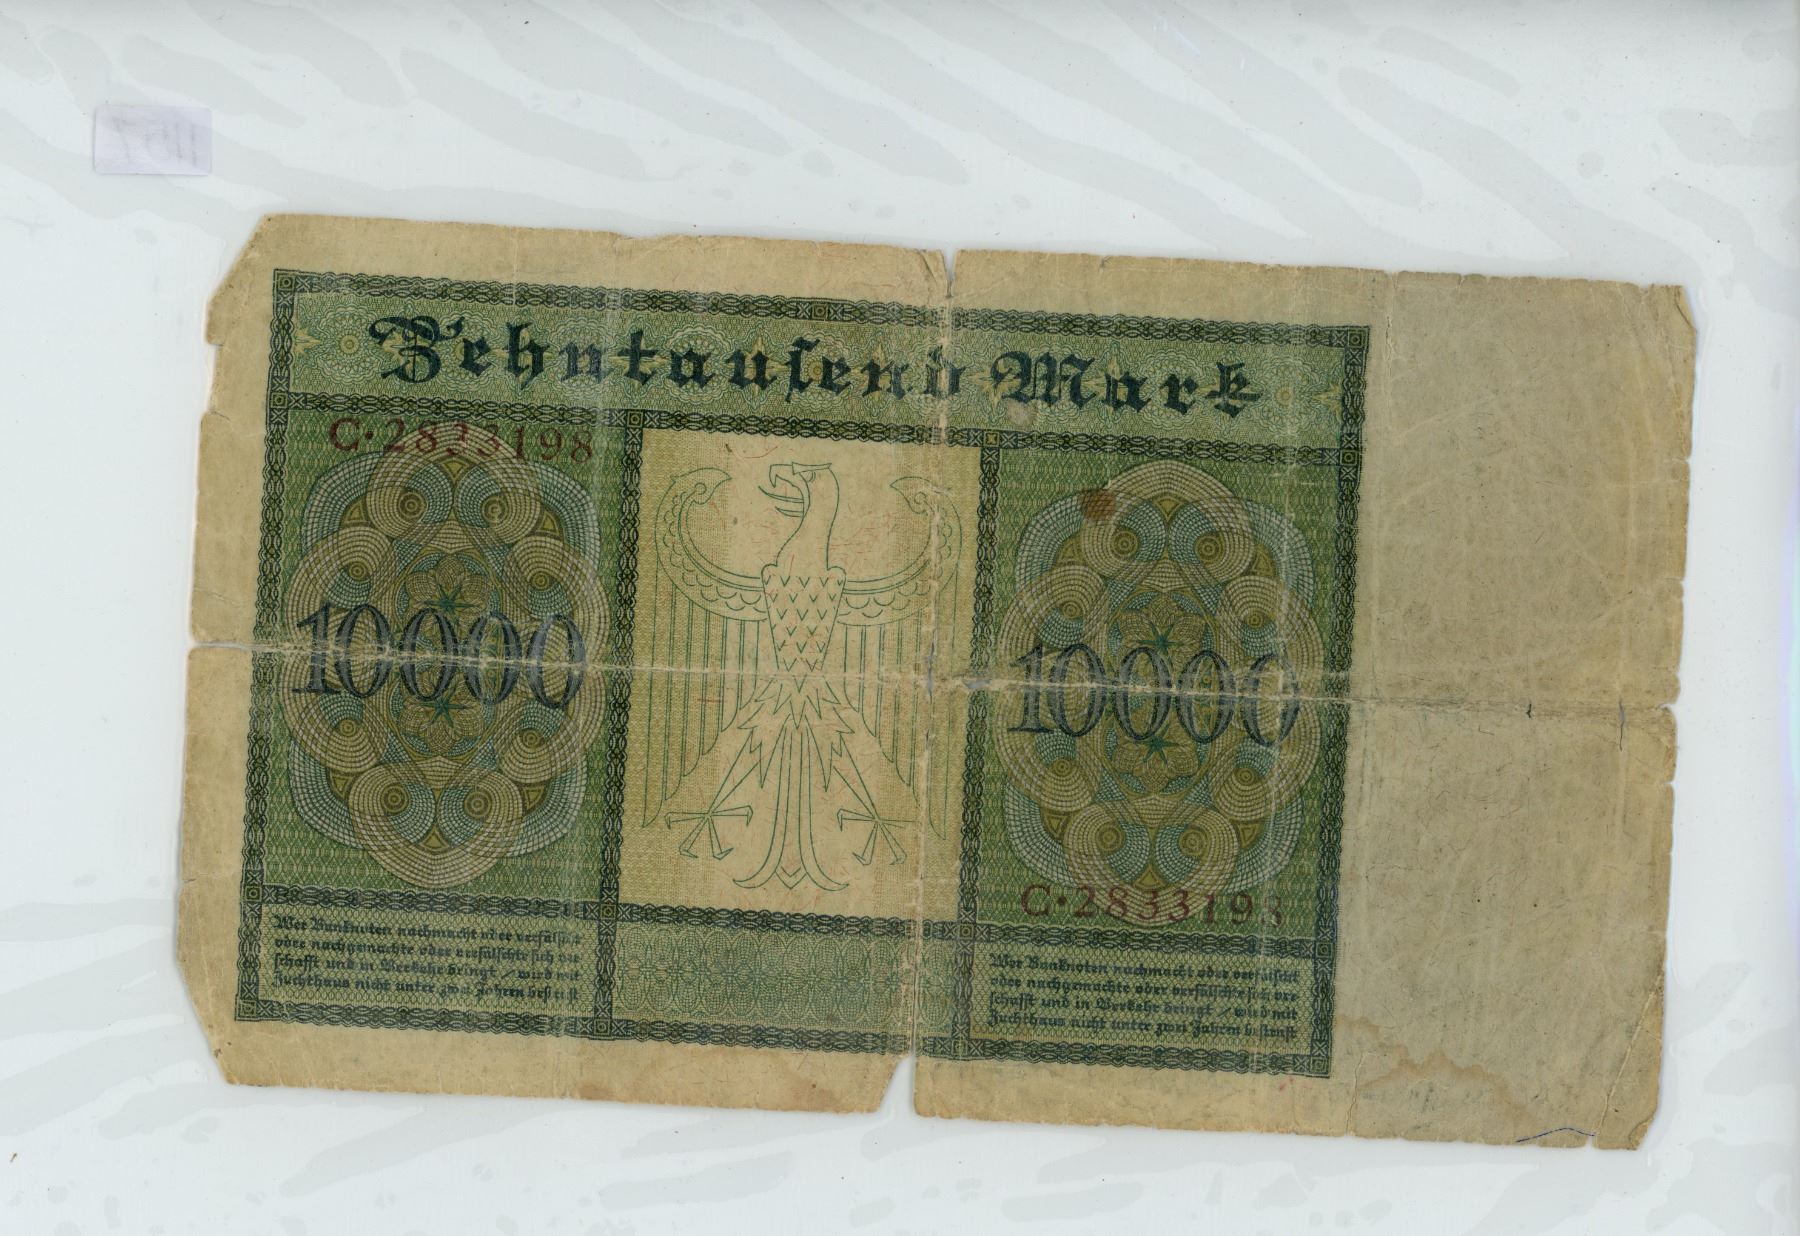 Zehntausend Mark
C·2833198
10000
10000
C·2833198
Wer Banknoten nachmacht oder verfälscht
oder nachgemachte oder verfälschte sich ver-
schafft und in Verkehr bringt / wird mit
Zuchthaus nicht unter zwei Jahren bestraft
Wer Banknoten nachmacht oder verfälscht
oder nachgemachte oder verfälschte sich ver-
schafft und in Verkehr bringt / wird mit
Zuchthaus nicht unter zwei Jahren bestraft